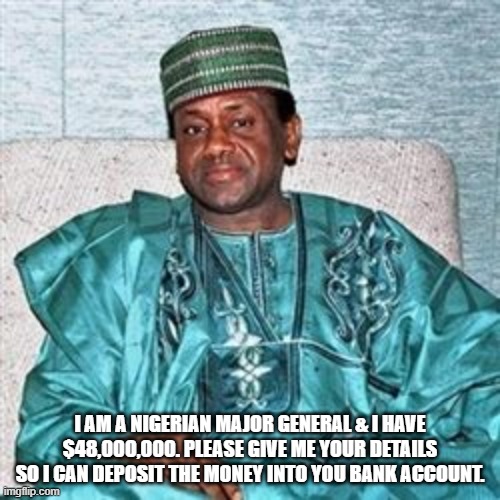 I AM A NIGERIAN MAJOR GENERAL & I HAVE
$48,000,000. PLEASE GIVE ME YOUR DETAILS
SO I CAN DEPOSIT THE MONEY INTO YOU BANK ACCOUNT.
imgflip.com